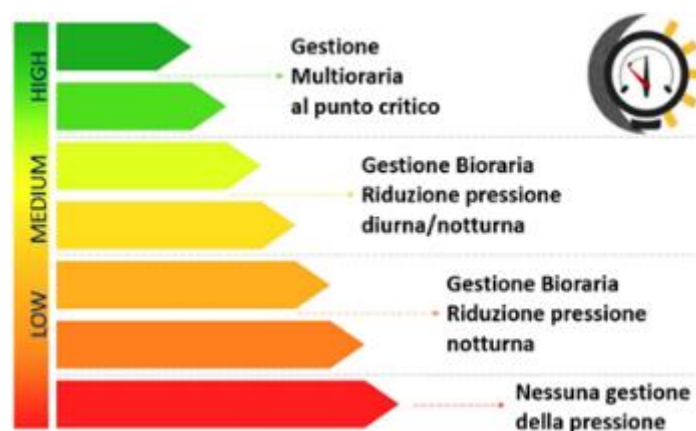 HIGH
MEDIUM
LOW
Gestione
Multioraria
al punto critico
Gestione Bioraria
Riduzione pressione
diurna/notturna
Gestione Bioraria
Riduzione pressione
notturna
Nessuna gestione
della pressione